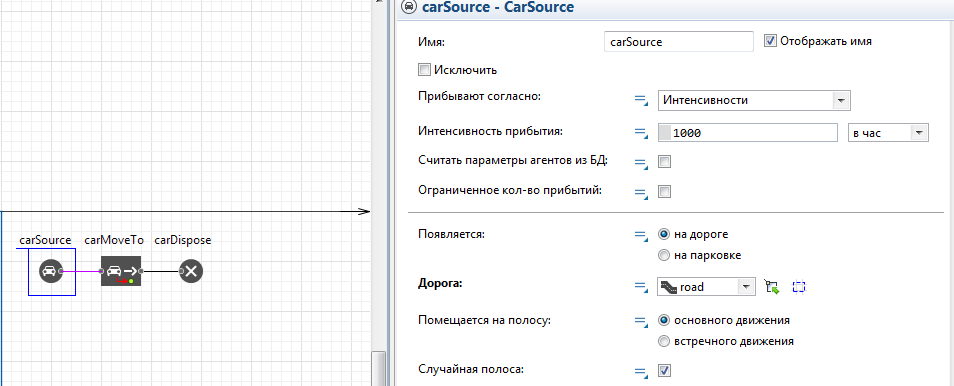 carSource - CarSource
Имя: carSource Отображать имя
Исключить
Прибывают согласно: Интенсивности
Интенсивность прибытия: 1000 в час
Считать параметры агентов из БД:
Ограниченное кол-во прибытий:
carSource carMoveTo carDispose
Появляется: на дороге
на парковке
Дорога: road
Помещается на полосу: основного движения
встречного движения
Случайная полоса: